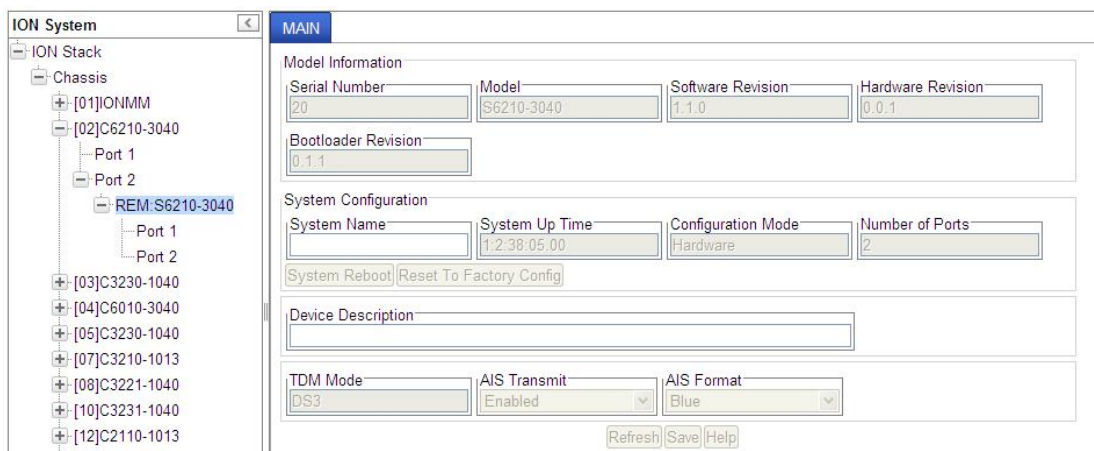 ION System
<
ION Stack
Chassis
[01]IONMM
[02]C6210-3040
Port 1
Port 2
REM:S6210-3040
Port 1
Port 2
[03]C3230-1040
[04]C6010-3040
[05]C3230-1040
[07]C3210-1013
[08]C3221-1040
[10]C3231-1040
[12]C2110-1013
MAIN
Model Information
Serial Number Model Software Revision Hardware Revision
20 S6210-3040 1.1.0 0.0.1
Bootloader Revision
0.1.1
System Configuration
System Name System Up Time Configuration Mode Number of Ports
1:2:38:05.00 Hardware 2
System Reboot Reset To Factory Config
Device Description
TDM Mode AIS Transmit AIS Format
DS3 Enabled Blue
Refresh Save Help